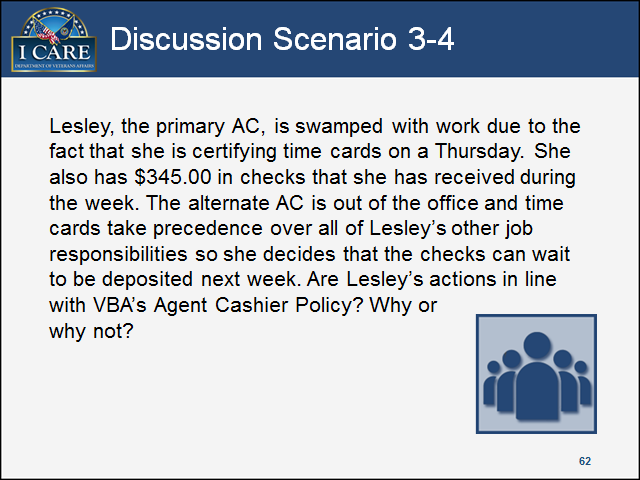 I CARE
DEPARTMENT OF VETERANS AFFAIRS
Discussion Scenario 3-4
Lesley, the primary AC, is swamped with work due to the
fact that she is certifying time cards on a Thursday. She
also has $345.00 in checks that she has received during
the week. The alternate AC is out of the office and time
cards take precedence over all of Lesley’s other job
responsibilities so she decides that the checks can wait
to be deposited next week. Are Lesley’s actions in line
with VBA’s Agent Cashier Policy? Why or
why not?
62